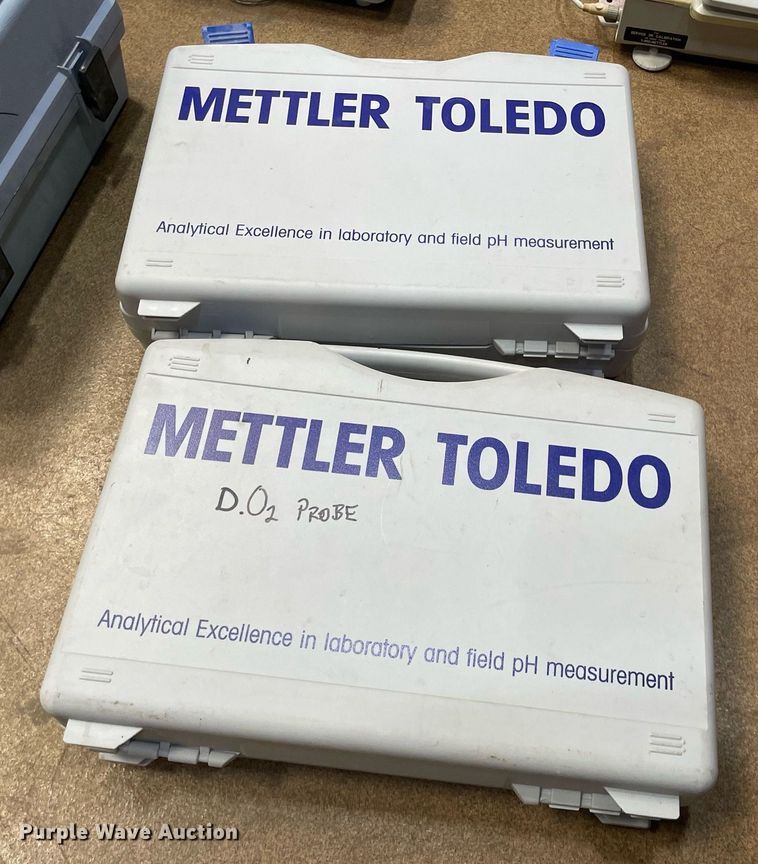 METTLER TOLEDO
Analytical Excellence in laboratory and field pH measurement
METTLER TOLEDO
D.O2 PROBE
Analytical Excellence in laboratory and field pH measurement
Purple Wave Auction